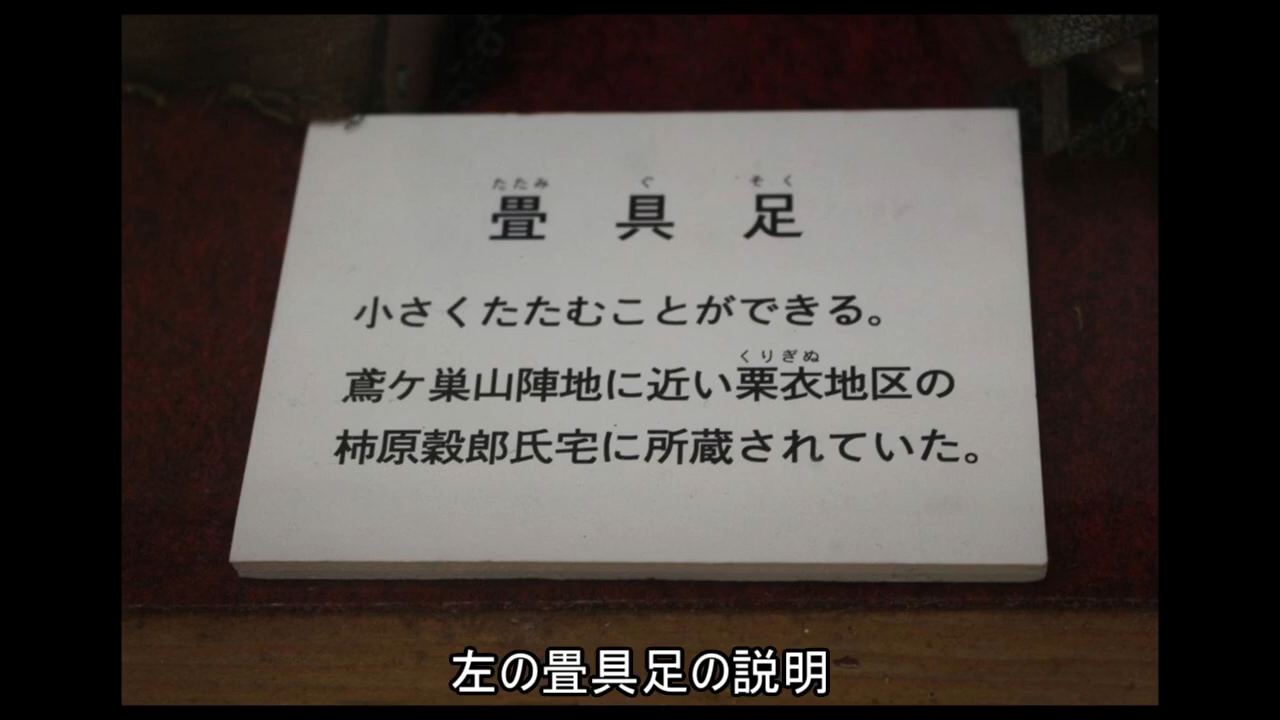 たたみ ぐ そく
畳 具 足
小さくたたむことができる。
くりぎぬ
鳶ケ巣山陣地に近い栗衣地区の
柿原穀郎氏宅に所蔵されていた。
左の畳具足の説明